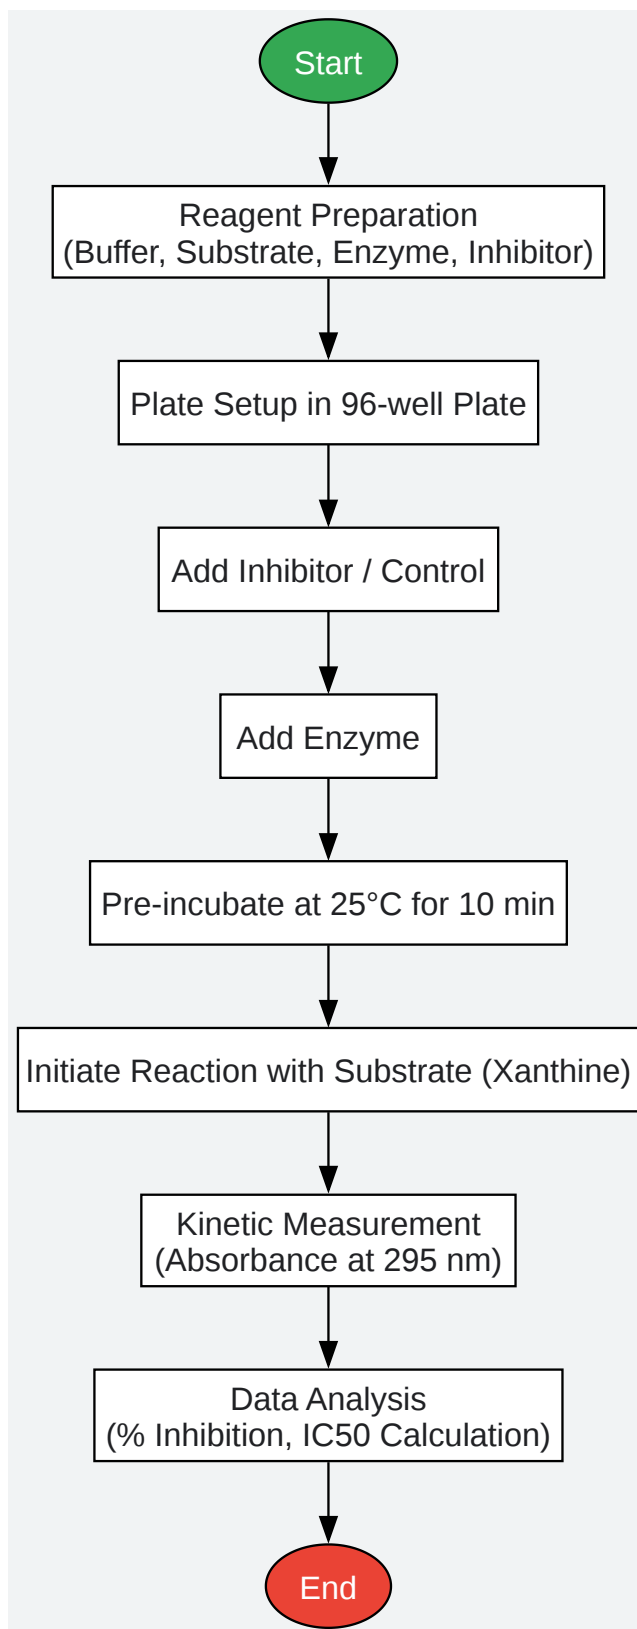 Start
Reagent Preparation
(Buffer, Substrate, Enzyme, Inhibitor)
Plate Setup in 96-well Plate
Add Inhibitor / Control
Add Enzyme
Pre-incubate at 25°C for 10 min
Initiate Reaction with Substrate (Xanthine)
Kinetic Measurement
(Absorbance at 295 nm)
Data Analysis
(% Inhibition, IC50 Calculation)
End